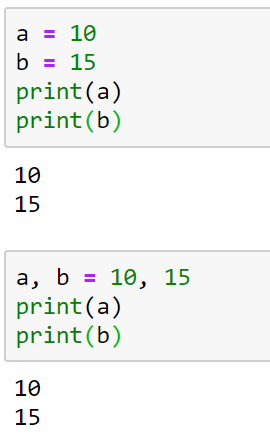 a = 10
b = 15
print(a)
print(b)
10
15
a, b = 10, 15
print(a)
print(b)
10
15